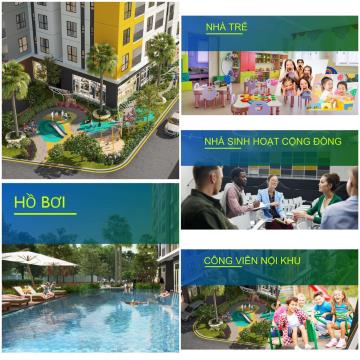 NHÀ TRẺ
NHÀ SINH HOẠT CỘNG ĐỒNG
HỒ BƠI
CÔNG VIÊN NỘI KHU